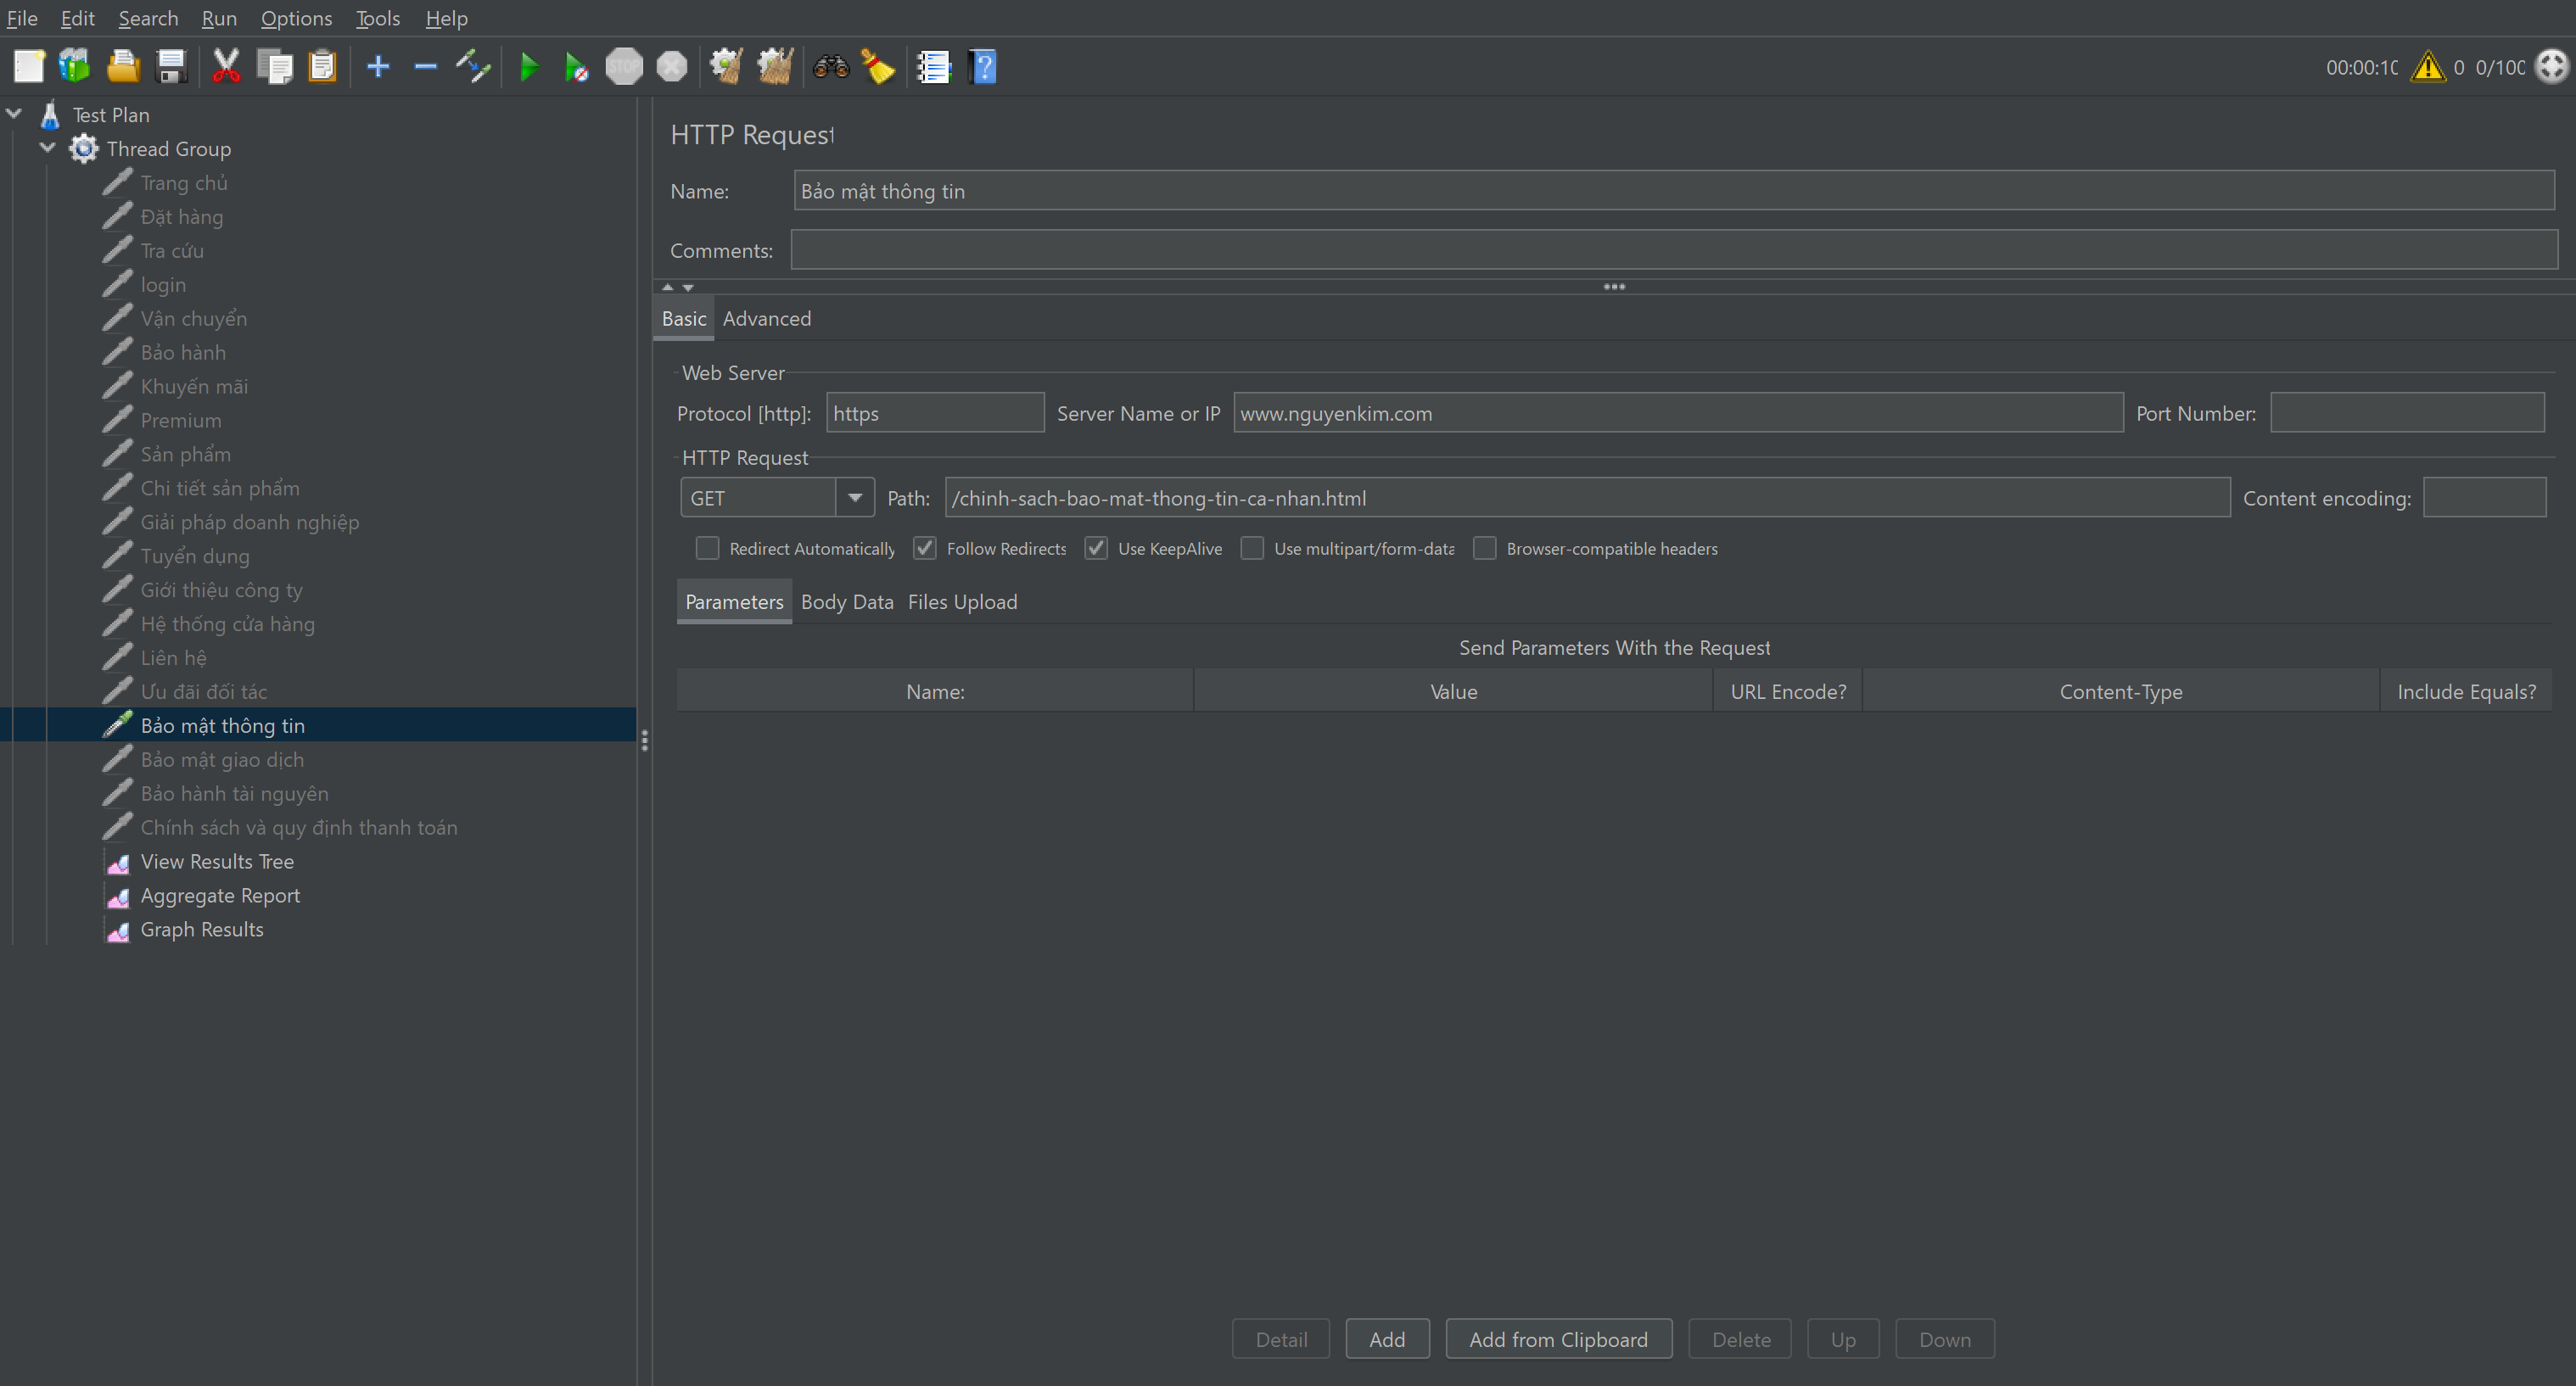 File Edit Search Run Options Tools Help
STOP
00:00:10 0 0/100
Test Plan
Thread Group
Trang chủ
Đặt hàng
Tra cứu
login
Vận chuyển
Bảo hành
Khuyến mãi
Premium
Sản phẩm
Chi tiết sản phẩm
Giải pháp doanh nghiệp
Tuyển dụng
Giới thiệu công ty
Hệ thống cửa hàng
Liên hệ
Ưu đãi đối tác
Bảo mật thông tin
Bảo mật giao dịch
Bảo hành tài nguyên
Chính sách và quy định thanh toán
View Results Tree
Aggregate Report
Graph Results
HTTP Request
Name: Bảo mật thông tin
Comments:
Basic Advanced
Web Server
Protocol [http]: https Server Name or IP www.nguyenkim.com Port Number:
HTTP Request
GET Path: /chinh-sach-bao-mat-thong-tin-ca-nhan.html Content encoding:
Redirect Automatically Follow Redirects Use KeepAlive Use multipart/form-data Browser-compatible headers
Parameters Body Data Files Upload
Send Parameters With the Request
Name: Value URL Encode? Content-Type Include Equals?
Detail Add Add from Clipboard Delete Up Down